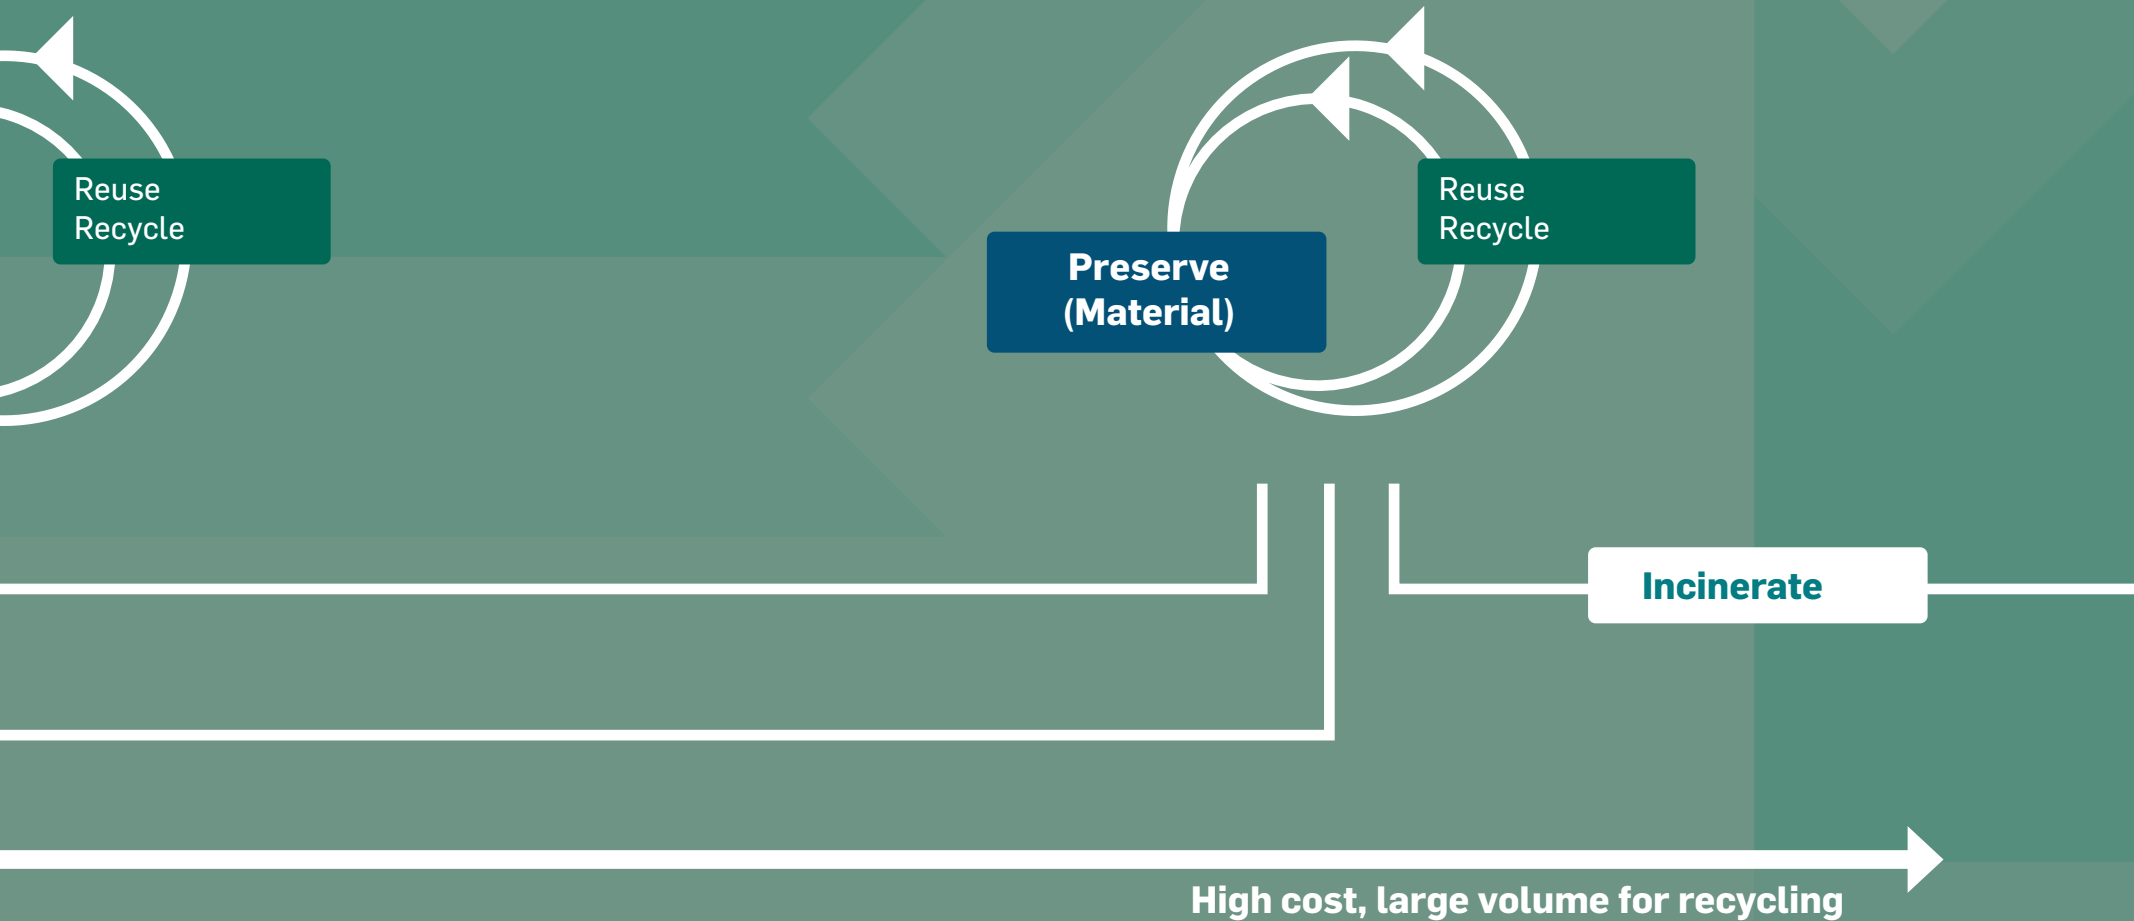 Reuse
Recycle
Reuse
Recycle
Preserve
(Material)
Incinerate
High cost, large volume for recycling